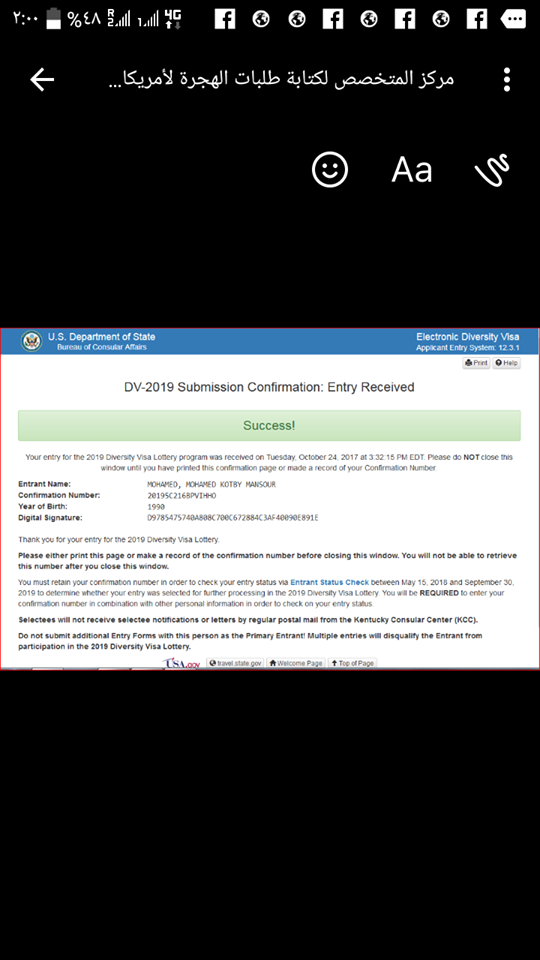 ٢:٠٠ %٤٨ R 2 4G
مركز المتخصص لكتابة طلبات الهجرة لأمريكا...
Aa
U.S. Department of State
Bureau of Consular Affairs
Electronic Diversity Visa
Applicant Entry System: 12.3.1
Print Help
DV-2019 Submission Confirmation: Entry Received
Success!
Your entry for the 2019 Diversity Visa Lottery program was received on Tuesday, October 24, 2017 at 3:32:15 PM EDT. Please do NOT close this
window until you have printed this confirmation page or made a record of your Confirmation Number.
Entrant Name: MOHAMED, MOHAMED KOTBY MANSOUR
Confirmation Number: 20195C216BPVIHHO
Year of Birth: 1990
Digital Signature: D9785475740A808C700C672884C3AF40090E891E
Thank you for your entry for the 2019 Diversity Visa Lottery.
Please either print this page or make a record of the confirmation number before closing this window. You will not be able to retrieve
this number after you close this window.
You must retain your confirmation number in order to check your entry status via Entrant Status Check between May 15, 2018 and September 30,
2019 to determine whether your entry was selected for further processing in the 2019 Diversity Visa Lottery. You will be REQUIRED to enter your
confirmation number in combination with other personal information in order to check on your entry status.
Selectees will not receive selectee notifications or letters by regular postal mail from the Kentucky Consular Center (KCC).
Do not submit additional Entry Forms with this person as the Primary Entrant! Multiple entries will disqualify the Entrant from
participation in the 2019 Diversity Visa Lottery.
USA.gov travel.state.gov Welcome Page Top of Page